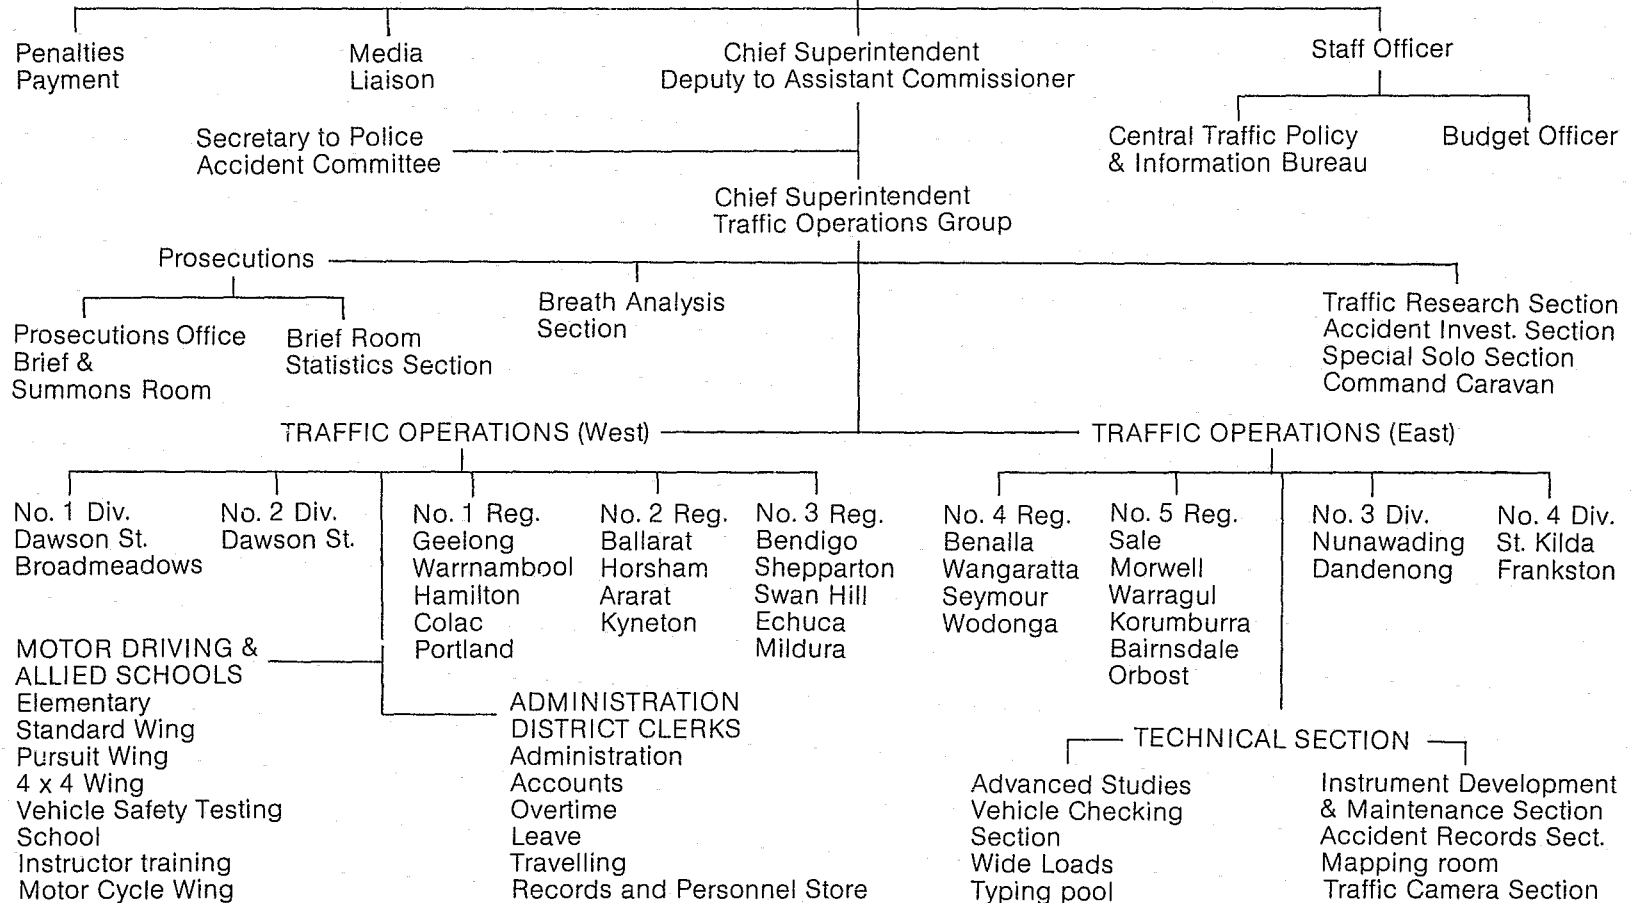 Penalties
Payment
Media
Liaison
Chief Superintendent
Deputy to Assistant Commissioner
Staff Officer
Secretary to Police
Accident Committee
Central Traffic Policy
& Information Bureau
Budget Officer
Chief Superintendent
Traffic Operations Group
Prosecutions
Prosecutions Office
Brief &
Summons Room
Brief Room
Statistics Section
Breath Analysis
Section
Traffic Research Section
Accident Invest. Section
Special Solo Section
Command Caravan
TRAFFIC OPERATIONS (West)
TRAFFIC OPERATIONS (East)
No. 1 Div.
Dawson St.
Broadmeadows
No. 2 Div.
Dawson St.
No. 1 Reg.
Geelong
Warrnambool
Hamilton
Colac
Portland
No. 2 Reg.
Ballarat
Horsham
Ararat
Kyneton
No. 3 Reg.
Bendigo
Shepparton
Swan Hill
Echuca
Mildura
No. 4 Reg.
Benalla
Wangaratta
Seymour
Wodonga
No. 5 Reg.
Sale
Morwell
Warragul
Korumburra
Bairnsdale
Orbost
No. 3 Div.
Nunawading
Dandenong
No. 4 Div.
St. Kilda
Frankston
MOTOR DRIVING &
ALLIED SCHOOLS
Elementary
Standard Wing
Pursuit Wing
4 x 4 Wing
Vehicle Safety Testing
School
Instructor training
Motor Cycle Wing
ADMINISTRATION
DISTRICT CLERKS
Administration
Accounts
Overtime
Leave
Travelling
Records and Personnel Store
TECHNICAL SECTION
Advanced Studies
Vehicle Checking
Section
Wide Loads
Typing pool
Instrument Development
& Maintenance Section
Accident Records Sect.
Mapping room
Traffic Camera Section